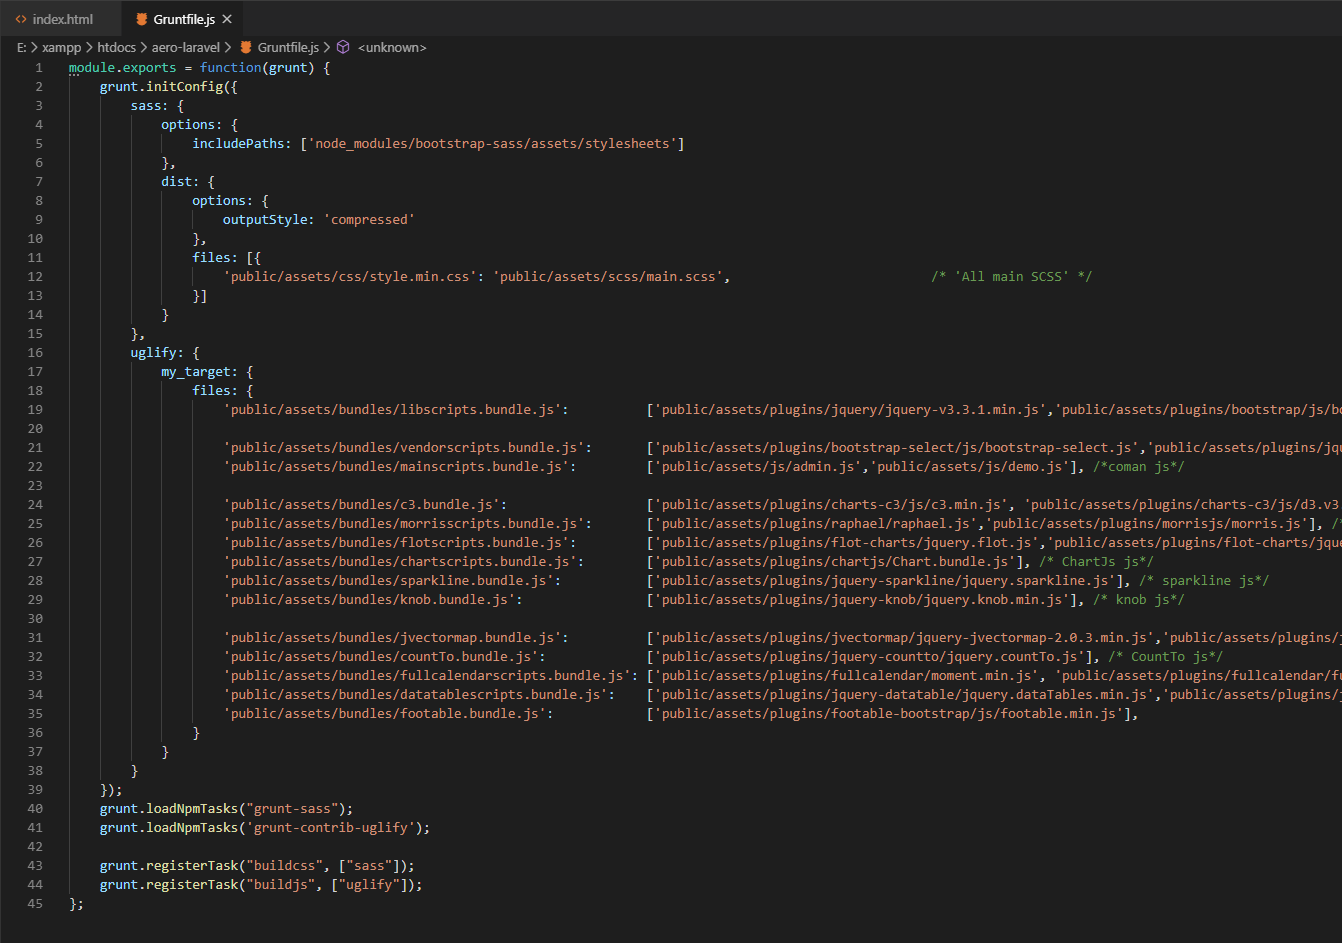 index.html
Gruntfile.js
E: > xampp > htdocs > aero-laravel > Gruntfile.js > <unknown>
1 module.exports = function(grunt) {
2 grunt.initConfig({
3 sass: {
4 options: {
5 includePaths: ['node_modules/bootstrap-sass/assets/stylesheets']
6 },
7 dist: {
8 options: {
9 outputStyle: 'compressed'
10 },
11 files: [{
12 'public/assets/css/style.min.css': 'public/assets/scss/main.scss', /* 'All main SCSS' */
13 }]
14 }
15 },
16 uglify: {
17 my_target: {
18 files: {
19 'public/assets/bundles/libscripts.bundle.js': ['public/assets/plugins/jquery/jquery-v3.3.1.min.js','public/assets/plugins/bootstrap/js/bo
20
21 'public/assets/bundles/vendorscripts.bundle.js': ['public/assets/plugins/bootstrap-select/js/bootstrap-select.js','public/assets/plugins/jqu
22 'public/assets/bundles/mainscripts.bundle.js': ['public/assets/js/admin.js','public/assets/js/demo.js'], /*coman js*/
23
24 'public/assets/bundles/c3.bundle.js': ['public/assets/plugins/charts-c3/js/c3.min.js', 'public/assets/plugins/charts-c3/js/d3.v3
25 'public/assets/bundles/morrisscripts.bundle.js': ['public/assets/plugins/raphael/raphael.js','public/assets/plugins/morrisjs/morris.js'], /*
26 'public/assets/bundles/flotscripts.bundle.js': ['public/assets/plugins/flot-charts/jquery.flot.js','public/assets/plugins/flot-charts/jque
27 'public/assets/bundles/chartscripts.bundle.js': ['public/assets/plugins/chartjs/Chart.bundle.js'], /* ChartJs js*/
28 'public/assets/bundles/sparkline.bundle.js': ['public/assets/plugins/jquery-sparkline/jquery.sparkline.js'], /* sparkline js*/
29 'public/assets/bundles/knob.bundle.js': ['public/assets/plugins/jquery-knob/jquery.knob.min.js'], /* knob js*/
30
31 'public/assets/bundles/jvectormap.bundle.js': ['public/assets/plugins/jvectormap/jquery-jvectormap-2.0.3.min.js','public/assets/plugins/j
32 'public/assets/bundles/countTo.bundle.js': ['public/assets/plugins/jquery-countto/jquery.countTo.js'], /* CountTo js*/
33 'public/assets/bundles/fullcalendarscripts.bundle.js': ['public/assets/plugins/fullcalendar/moment.min.js', 'public/assets/plugins/fullcalendar/fu
34 'public/assets/bundles/datatablescripts.bundle.js': ['public/assets/plugins/jquery-datatable/jquery.dataTables.min.js','public/assets/plugins/j
35 'public/assets/bundles/footable.bundle.js': ['public/assets/plugins/footable-bootstrap/js/footable.min.js'],
36 }
37 }
38 }
39 });
40 grunt.loadNpmTasks("grunt-sass");
41 grunt.loadNpmTasks('grunt-contrib-uglify');
42
43 grunt.registerTask("buildcss", ["sass"]);
44 grunt.registerTask("buildjs", ["uglify"]);
45 };